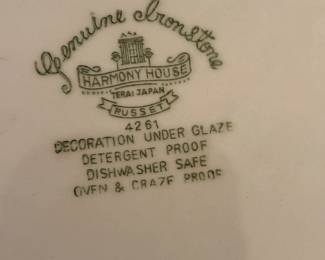 Genuine Ironstone
HARMONY HOUSE
TERAI JAPAN
RUSSET
4261
DECORATION UNDER GLAZE
DETERGENT PROOF
DISHWASHER SAFE
OVEN & CRAZE PROOF